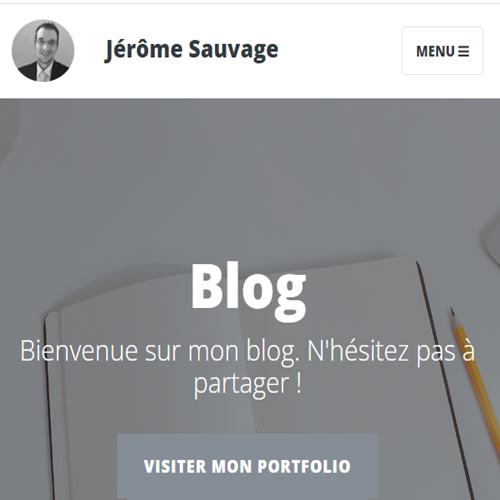 Jérôme Sauvage
MENU ☰
Blog
Bienvenue sur mon blog. N'hésitez pas à
partager !
VISITER MON PORTFOLIO